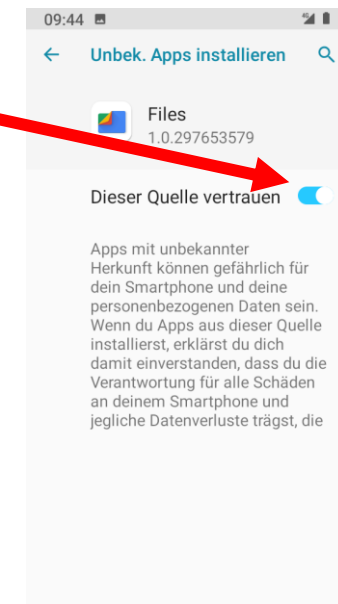 09:44
Unbek. Apps installieren
Files
1.0.297653579
Dieser Quelle vertrauen
Apps mit unbekannter
Herkunft können gefährlich für
dein Smartphone und deine
personenbezogenen Daten sein.
Wenn du Apps aus dieser Quelle
installierst, erklärst du dich
damit einverstanden, dass du die
Verantwortung für alle Schäden
an deinem Smartphone und
jegliche Datenverluste trägst, die